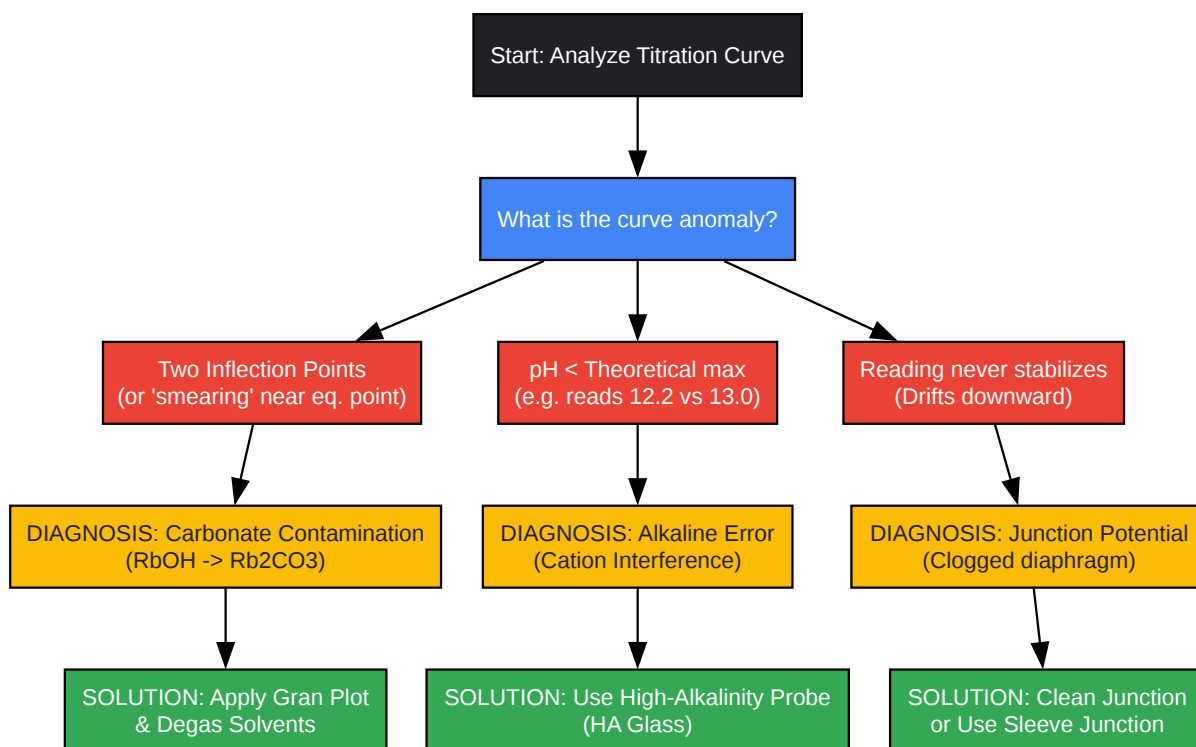 Start: Analyze Titration Curve
What is the curve anomaly?
Two Inflection Points
(or 'smearing' near eq. point)
pH < Theoretical max
(e.g. reads 12.2 vs 13.0)
Reading never stabilizes
(Drifts downward)
DIAGNOSIS: Carbonate Contamination
(RbOH -> Rb2CO3)
DIAGNOSIS: Alkaline Error
(Cation Interference)
DIAGNOSIS: Junction Potential
(Clogged diaphragm)
SOLUTION: Apply Gran Plot
& Degas Solvents
SOLUTION: Use High-Alkalinity Probe
(HA Glass)
SOLUTION: Clean Junction
or Use Sleeve Junction